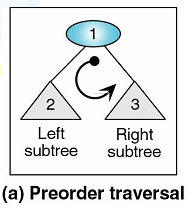 1
2 3
Left Right
subtree subtree
(a) Preorder traversal